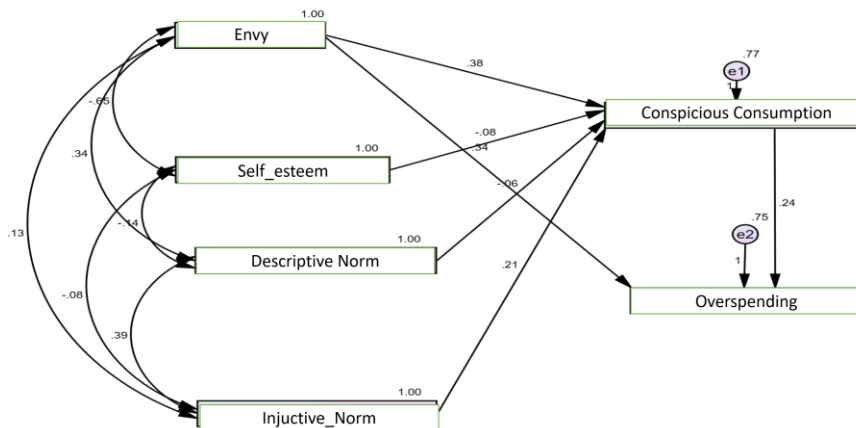 1.00
Envy
.77
e1
1
.38
Conspicious Consumption
-.65
1.00
-.08
.34
.34
Self_esteem
-.06
.24
-.14
1.00
.75
e2
.13
Descriptive Norm
1
.21
-.08
Overspending
.39
1.00
Injuctive_Norm